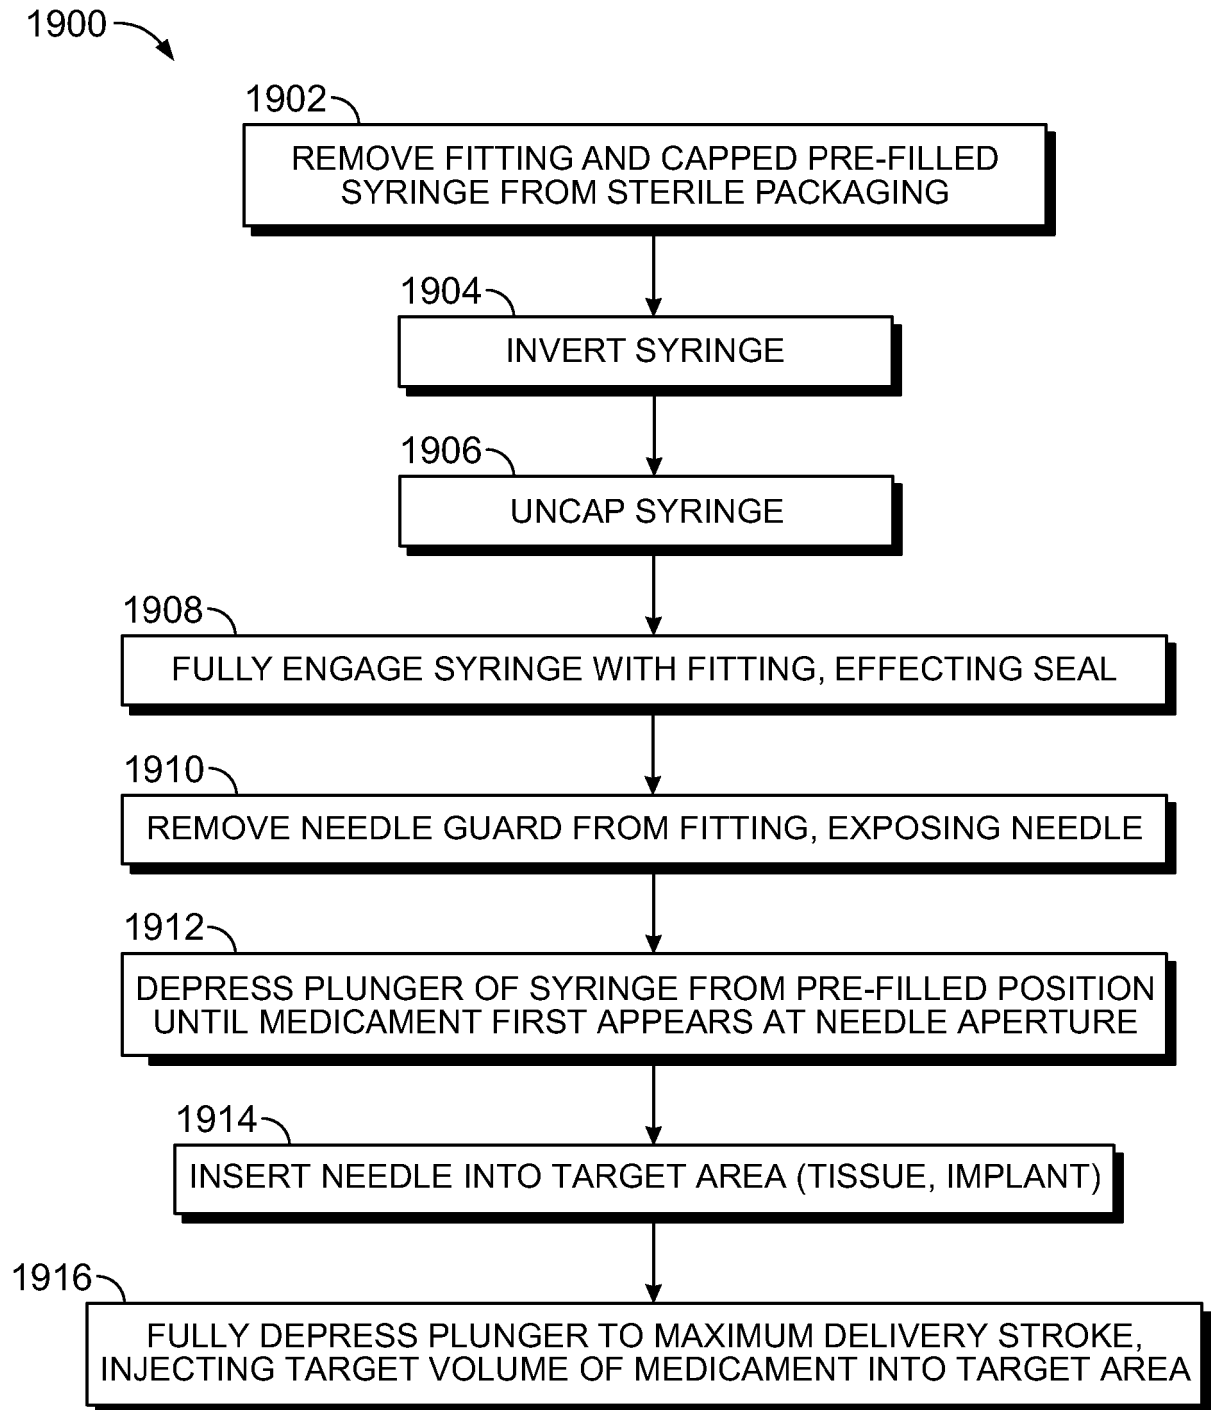 1900
1902
REMOVE FITTING AND CAPPED PRE-FILLED
SYRINGE FROM STERILE PACKAGING
1904
INVERT SYRINGE
1906
UNCAP SYRINGE
1908
FULLY ENGAGE SYRINGE WITH FITTING, EFFECTING SEAL
1910
REMOVE NEEDLE GUARD FROM FITTING, EXPOSING NEEDLE
1912
DEPRESS PLUNGER OF SYRINGE FROM PRE-FILLED POSITION
UNTIL MEDICAMENT FIRST APPEARS AT NEEDLE APERTURE
1914
INSERT NEEDLE INTO TARGET AREA (TISSUE, IMPLANT)
1916
FULLY DEPRESS PLUNGER TO MAXIMUM DELIVERY STROKE,
INJECTING TARGET VOLUME OF MEDICAMENT INTO TARGET AREA